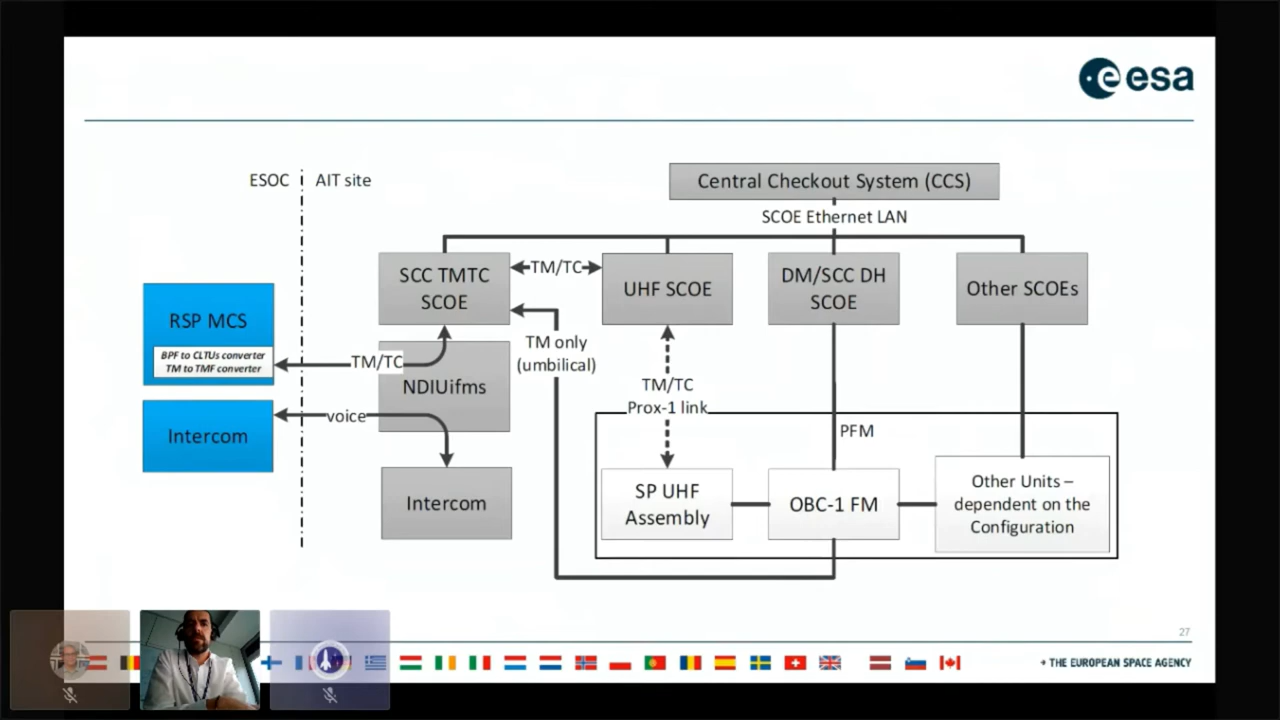 esa
ESOC
AIT site
Central Checkout System (CCS)
SCOE Ethernet LAN
SCC TMTC
SCOE
TM/TC
UHF SCOE
DM/SCC DH
SCOE
Other SCOEs
RSP MCS
BPF to CLTUs converter
TM to TMF converter
TM/TC
NDIUifms
TM only
(umbilical)
TM/TC
Prox-1 link
voice
PFM
Intercom
Intercom
SP UHF
Assembly
OBC-1 FM
Other Units –
dependent on the
Configuration
27
→ THE EUROPEAN SPACE AGENCY